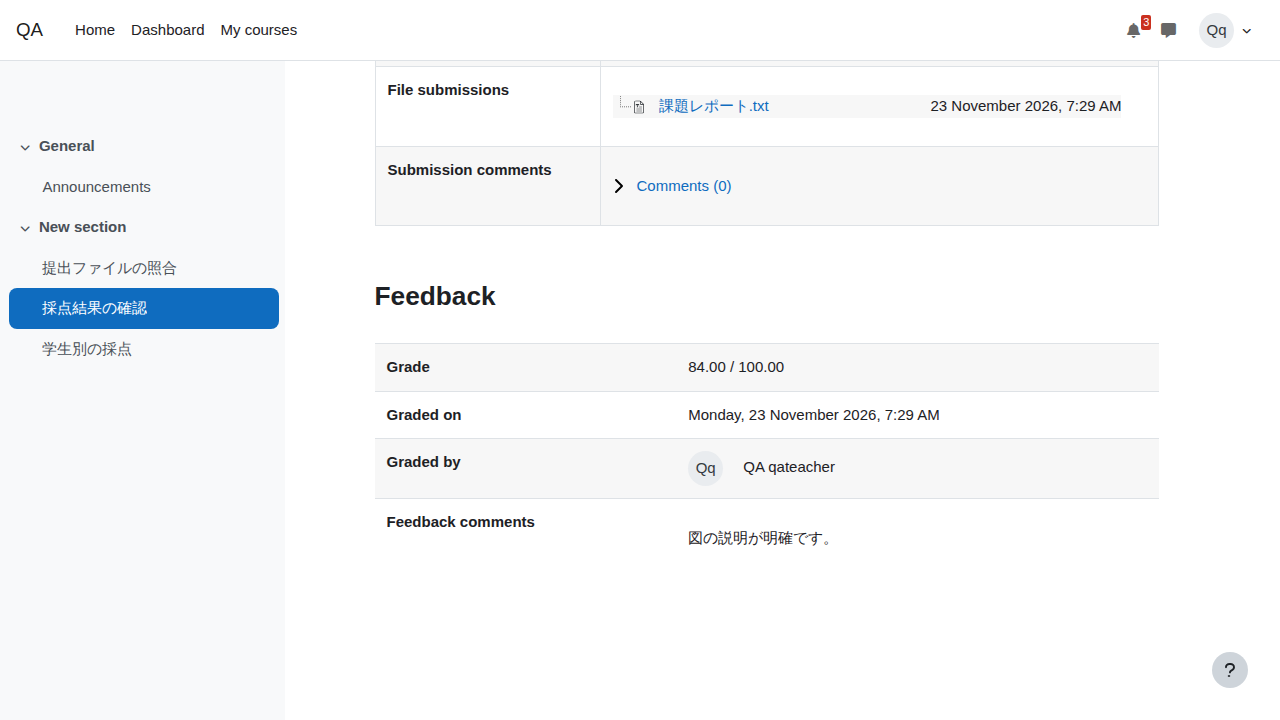 QA Home Dashboard My courses 3 Qq
General
Announcements
New section
提出ファイルの照合
採点結果の確認
学生別の採点
File submissions
課題レポート.txt 23 November 2026, 7:29 AM
Submission comments
Comments (0)
Feedback
Grade 84.00 / 100.00
Graded on Monday, 23 November 2026, 7:29 AM
Graded by Qq QA qateacher
Feedback comments
図の説明が明確です。
?